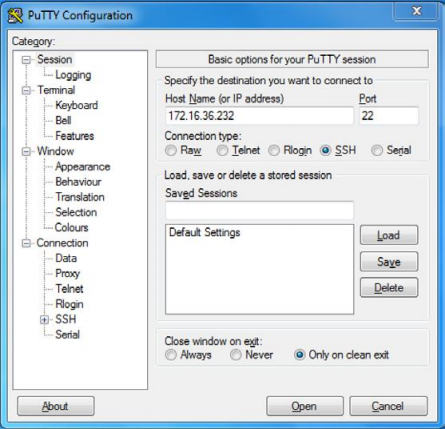 PuTTY Configuration
Category:
Session
Logging
Terminal
Keyboard
Bell
Features
Window
Appearance
Behaviour
Translation
Selection
Colours
Connection
Data
Proxy
Telnet
Rlogin
SSH
Serial
Basic options for your PuTTY session
Specify the destination you want to connect to
Host Name (or IP address) Port
172.16.36.232 22
Connection type:
Raw Telnet Rlogin SSH Serial
Load, save or delete a stored session
Saved Sessions
Default Settings
Load
Save
Delete
Close window on exit:
Always Never Only on clean exit
About Open Cancel